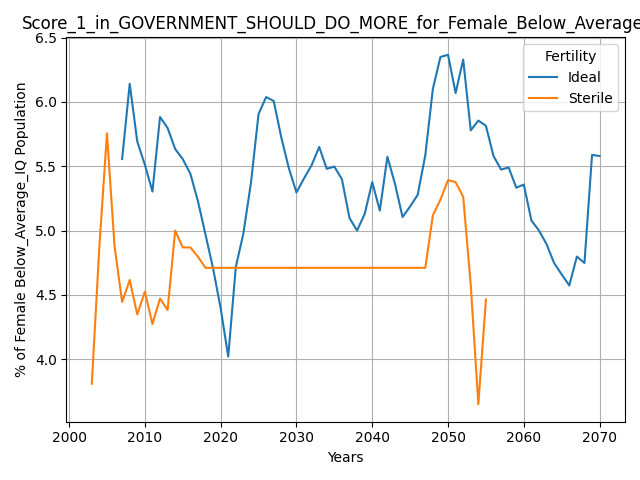 Score_1_in_GOVERNMENT_SHOULD_DO_MORE_for_Female_Below_Average
% of Female Below_Average_IQ Population
6.5
6.0
5.5
5.0
4.5
4.0
Fertility
Ideal
Sterile
2000 2010 2020 2030 2040 2050 2060 2070
Years